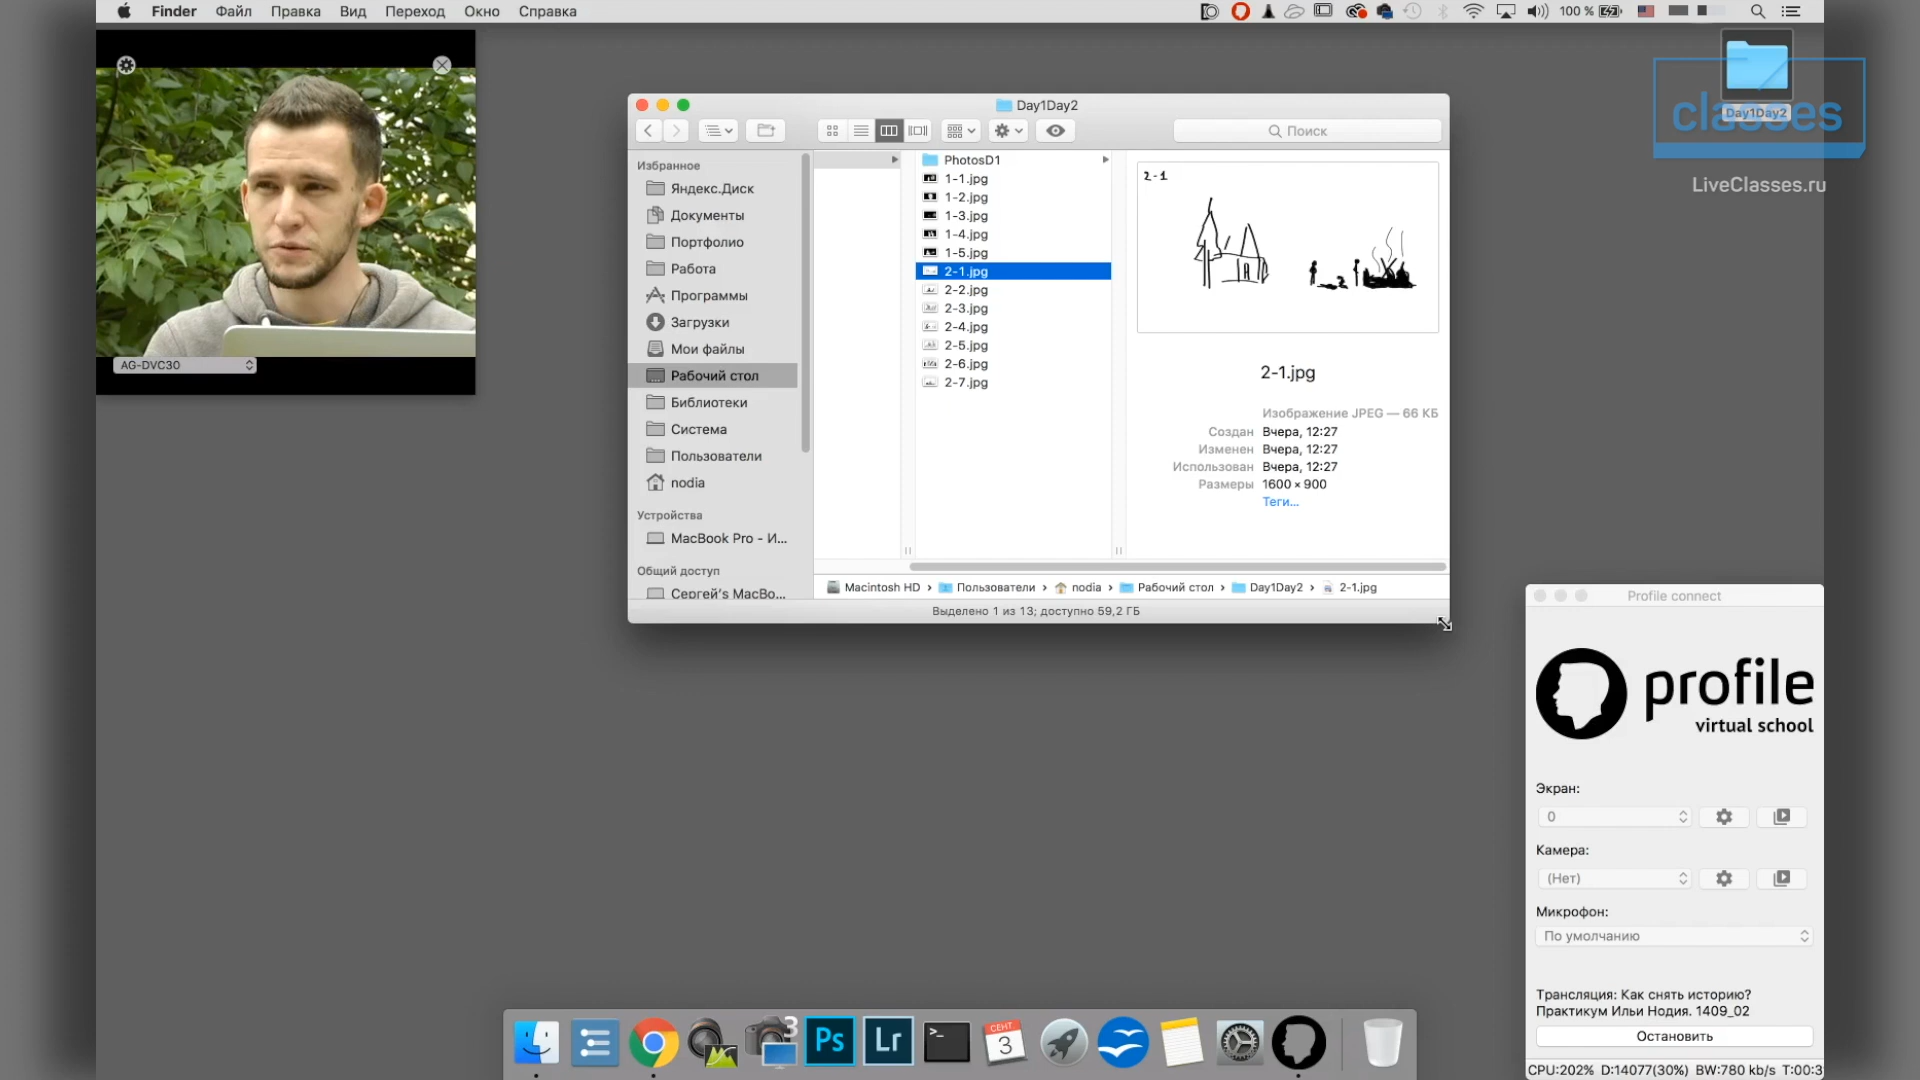 Finder Файл Правка Вид Переход Окно Справка
100 %
AG-DVC30
Day1Day2
Поиск
Избранное
Яндекс.Диск
Документы
Портфолио
Работа
Программы
Загрузки
Мои файлы
Рабочий стол
Библиотеки
Система
Пользователи
nodia
Устройства
MacBook Pro - И...
Общий доступ
Сергей's MacBo...
PhotosD1
1-1.jpg
1-2.jpg
1-3.jpg
1-4.jpg
1-5.jpg
2-1.jpg
2-2.jpg
2-3.jpg
2-4.jpg
2-5.jpg
2-6.jpg
2-7.jpg
2-1
2-1.jpg
Изображение JPEG — 66 КБ
Создан Вчера, 12:27
Изменен Вчера, 12:27
Использован Вчера, 12:27
Размеры 1600 × 900
Теги...
Macintosh HD › Пользователи › nodia › Рабочий стол › Day1Day2 › 2-1.jpg
Выделено 1 из 13; доступно 59,2 ГБ
classes
Day1Day2
LiveClasses.ru
Profile connect
profile
virtual school
Экран:
0
Камера:
(Нет)
Микрофон:
По умолчанию
Трансляция: Как снять историю?
Практикум Ильи Нодия. 1409_02
Остановить
CPU:202% D:14077(30%) BW:780 kb/s T:00:3
3
Ps
Lr
>_
СЕНТ
3